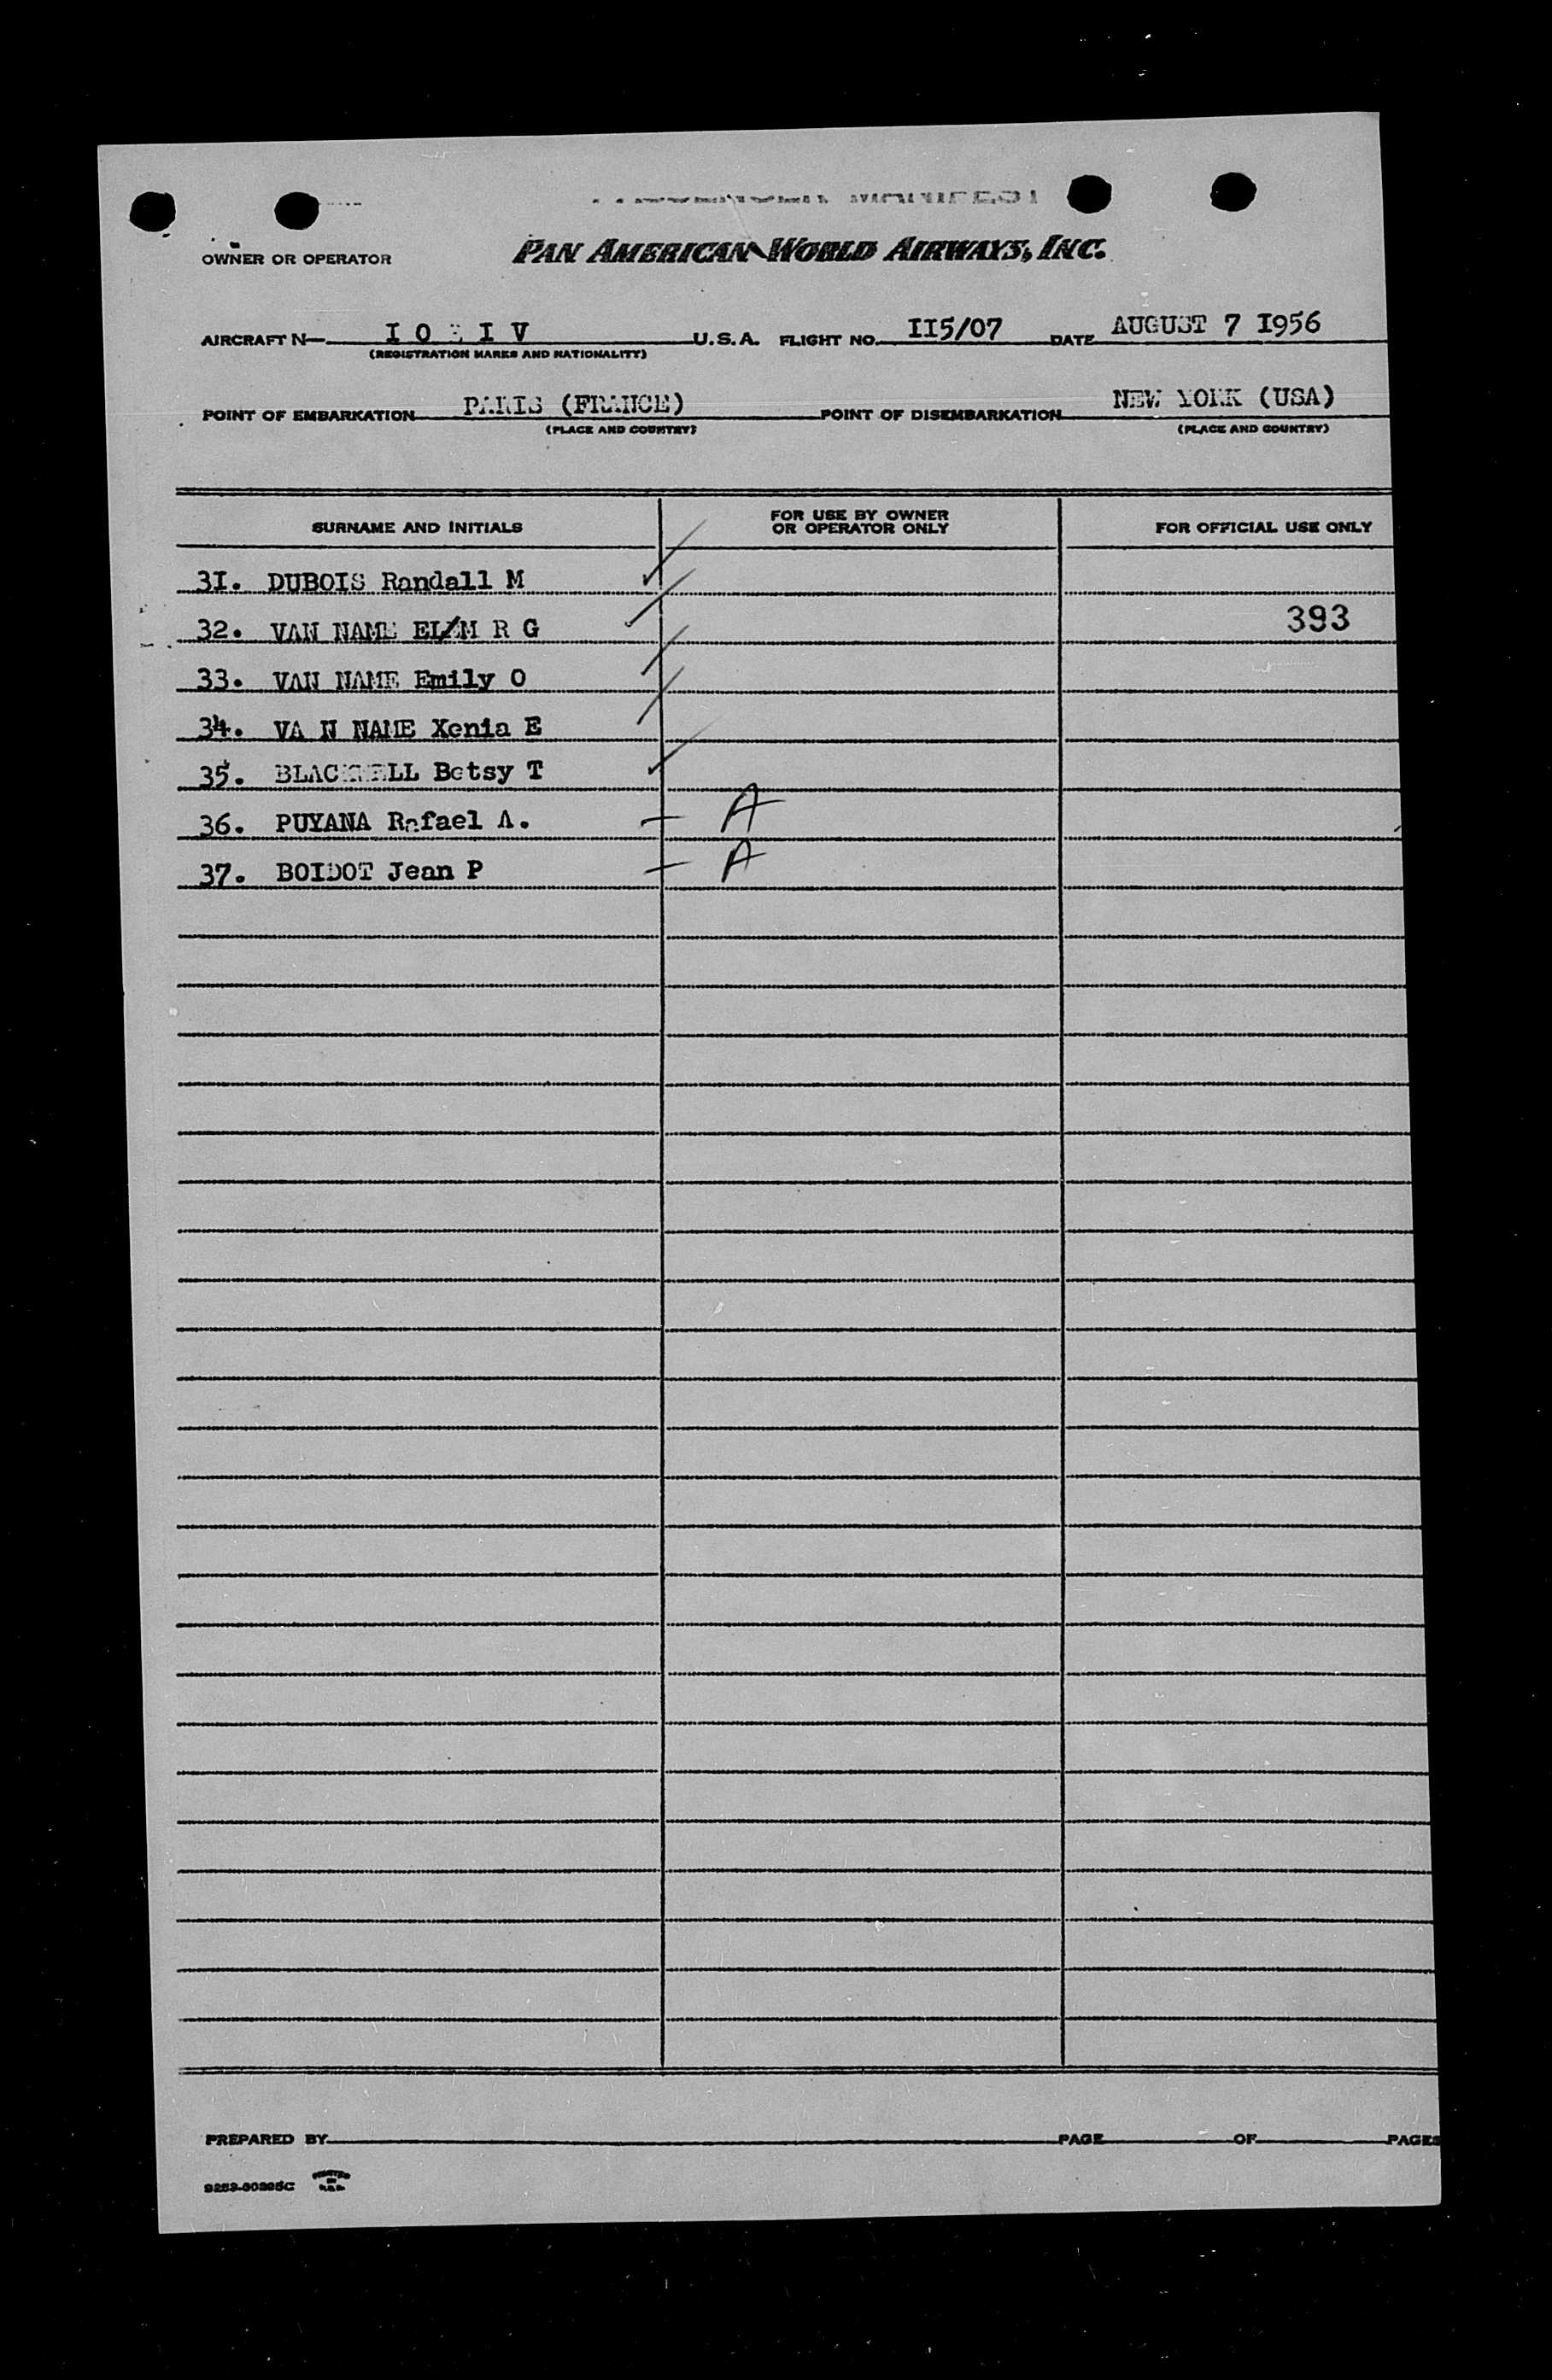 OWNER OR OPERATOR PAN AMERICAN WORLD AIRWAYS, INC.
AIRCRAFT N- I O I V U.S.A. FLIGHT NO. II5/07 DATE AUGUST 7 I956
(REGISTRATION MARKS AND NATIONALITY)
POINT OF EMBARKATION PARIS (FRANCE) POINT OF DISEMBARKATION NEW YORK (USA)
(PLACE AND COUNTRY) (PLACE AND COUNTRY)
SURNAME AND INITIALS FOR USE BY OWNER OR OPERATOR ONLY FOR OFFICIAL USE ONLY
3I. DUBOIS Randall M
32. VAN NAME R G 393
33. VAN NAME Emily O
34. VA N NAME Xenia E
35. BLACKWELL Betsy T
36. PUYANA Rafael A. – A
37. BOIDOT Jean P – A
PREPARED BY PAGE OF PAGES